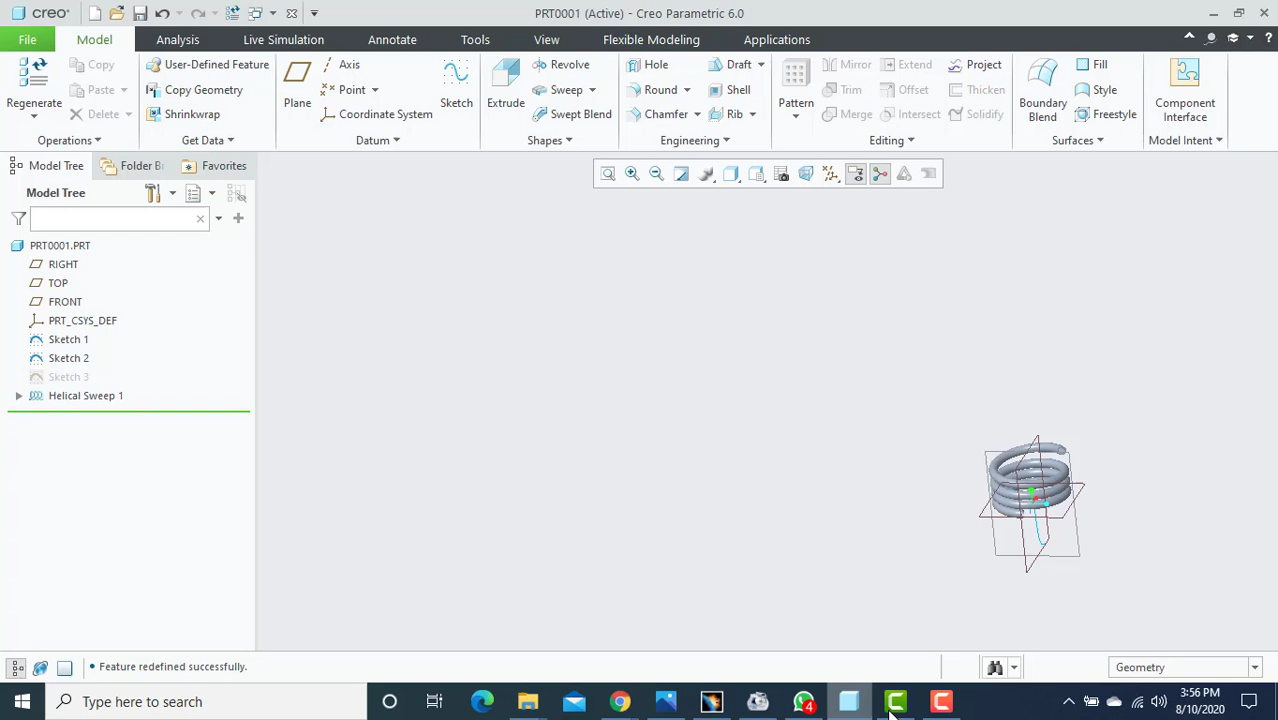 creo PRT0001 (Active) - Creo Parametric 6.0
File Model Analysis Live Simulation Annotate Tools View Flexible Modeling Applications
Regenerate
Copy
Paste
Delete
Operations
User-Defined Feature
Copy Geometry
Shrinkwrap
Get Data
Plane
Axis
Point
Coordinate System
Sketch
Datum
Extrude
Revolve
Sweep
Swept Blend
Shapes
Hole
Round
Chamfer
Draft
Shell
Rib
Engineering
Pattern
Mirror
Trim
Merge
Extend
Offset
Intersect
Project
Thicken
Solidify
Editing
Boundary
Blend
Fill
Style
Freestyle
Surfaces
Component
Interface
Model Intent
Model Tree Folder B Favorites
Model Tree
PRT0001.PRT
RIGHT
TOP
FRONT
PRT_CSYS_DEF
Sketch 1
Sketch 2
Sketch 3
Helical Sweep 1
Feature redefined successfully.
Geometry
Type here to search
4
3:56 PM
8/10/2020